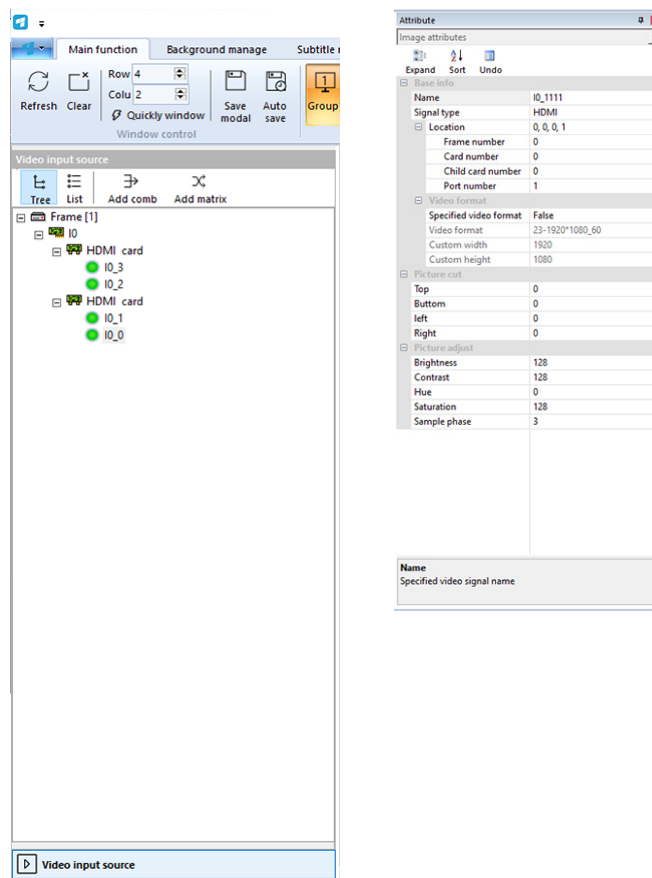 Main function Background manage Subtitle
Refresh Clear
Row 4
Colu 2
Quickly window
Save modal
Auto save
Group
Window control
Video input source
Tree List Add comb Add matrix
Frame [1]
I0
HDMI card
I0_3
I0_2
HDMI card
I0_1
I0_0
Video input source
Attribute
Image attributes
Expand Sort Undo
Base info
Name I0_1111
Signal type HDMI
Location 0, 0, 0, 1
Frame number 0
Card number 0
Child card number 0
Port number 1
Video format
Specified video format False
Video format 23-1920*1080_60
Custom width 1920
Custom height 1080
Picture cut
Top 0
Buttom 0
left 0
Right 0
Picture adjust
Brightness 128
Contrast 128
Hue 0
Saturation 128
Sample phase 3
Name
Specified video signal name